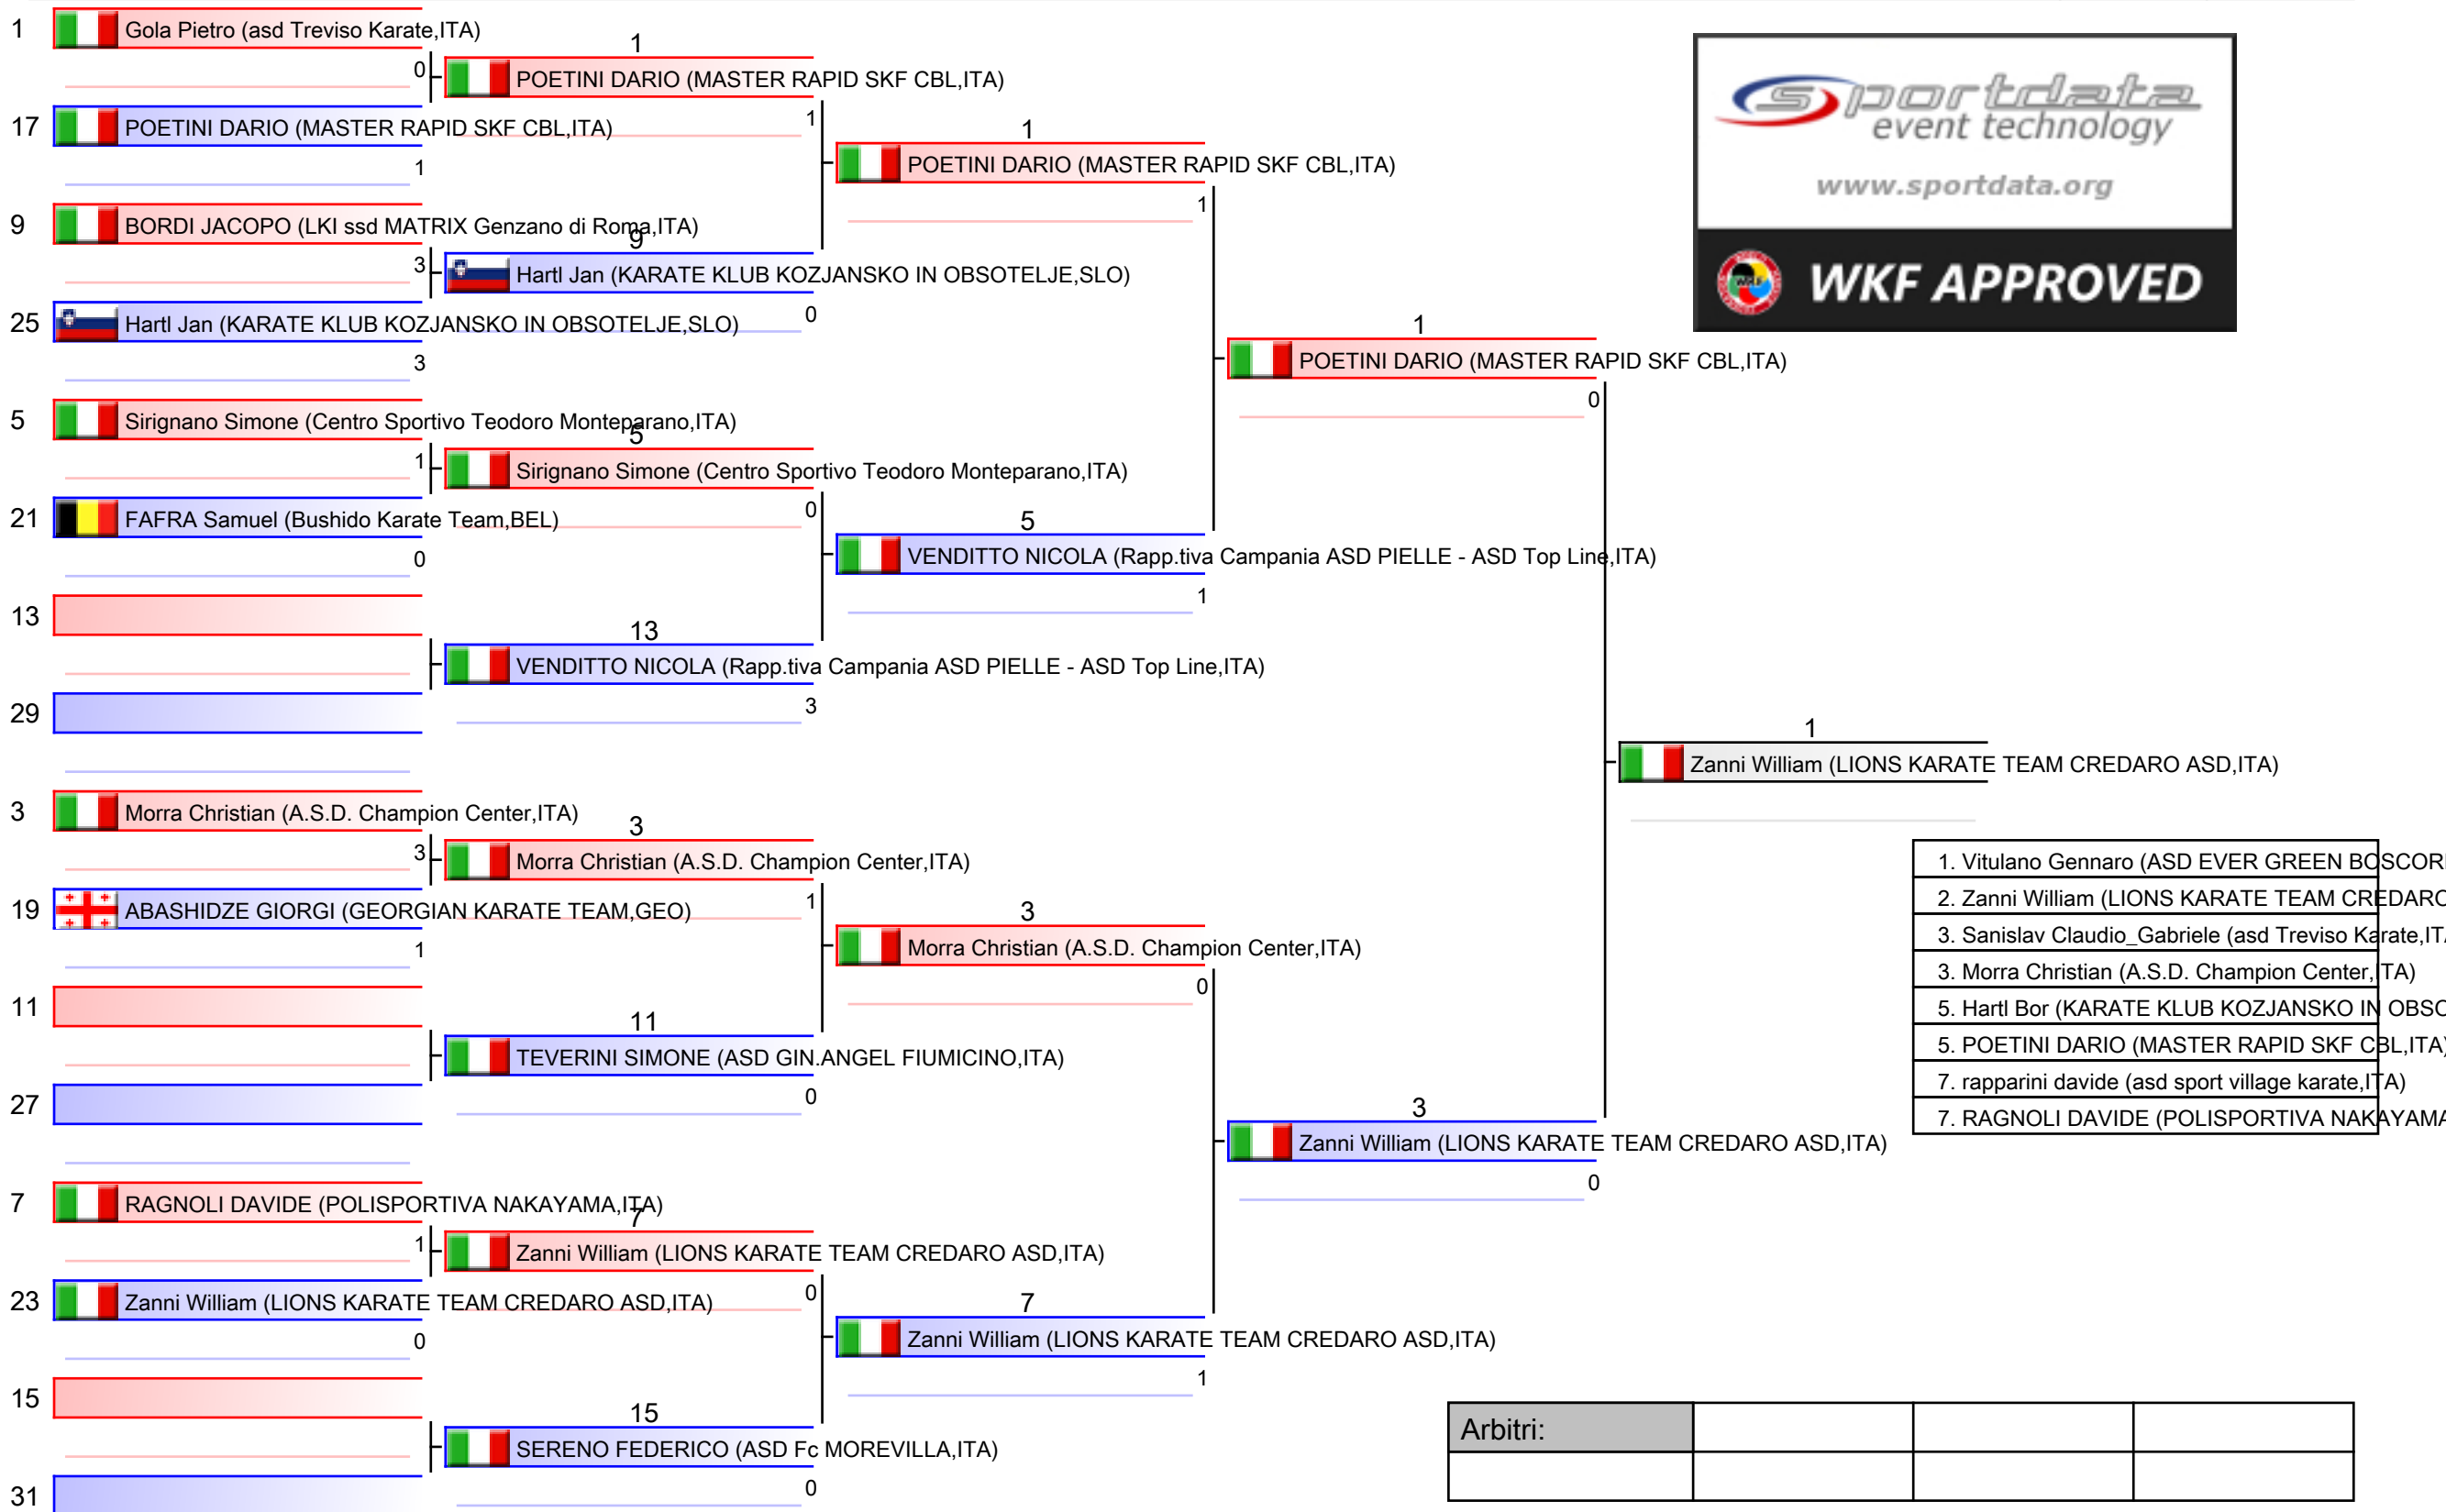 1 Gola Pietro (asd Treviso Karate,ITA)
0
17 POETINI DARIO (MASTER RAPID SKF CBL,ITA)
1
9 BORDI JACOPO (LKI ssd MATRIX Genzano di Roma,ITA)
3
25 Hartl Jan (KARATE KLUB KOZJANSKO IN OBSOTELJE,SLO)
3
5 Sirignano Simone (Centro Sportivo Teodoro Monteparano,ITA)
1
21 FAFRA Samuel (Bushido Karate Team,BEL)
0
13
29
3 Morra Christian (A.S.D. Champion Center,ITA)
3
19 ABASHIDZE GIORGI (GEORGIAN KARATE TEAM,GEO)
1
11
27
7 RAGNOLI DAVIDE (POLISPORTIVA NAKAYAMA,ITA)
1
23 Zanni William (LIONS KARATE TEAM CREDARO ASD,ITA)
0
15
31
1
POETINI DARIO (MASTER RAPID SKF CBL,ITA)
1
9
Hartl Jan (KARATE KLUB KOZJANSKO IN OBSOTELJE,SLO)
0
5
Sirignano Simone (Centro Sportivo Teodoro Monteparano,ITA)
0
13
VENDITTO NICOLA (Rapp.tiva Campania ASD PIELLE - ASD Top Line,ITA)
3
3
Morra Christian (A.S.D. Champion Center,ITA)
1
11
TEVERINI SIMONE (ASD GIN.ANGEL FIUMICINO,ITA)
0
7
Zanni William (LIONS KARATE TEAM CREDARO ASD,ITA)
0
15
SERENO FEDERICO (ASD Fc MOREVILLA,ITA)
0
1
POETINI DARIO (MASTER RAPID SKF CBL,ITA)
1
5
VENDITTO NICOLA (Rapp.tiva Campania ASD PIELLE - ASD Top Line,ITA)
1
3
Morra Christian (A.S.D. Champion Center,ITA)
0
7
Zanni William (LIONS KARATE TEAM CREDARO ASD,ITA)
1
1
POETINI DARIO (MASTER RAPID SKF CBL,ITA)
0
3
Zanni William (LIONS KARATE TEAM CREDARO ASD,ITA)
0
1
Zanni William (LIONS KARATE TEAM CREDARO ASD,ITA)
sportdata
event technology
www.sportdata.org
WKF APPROVED
1. Vitulano Gennaro (ASD EVER GREEN BOSCOR
2. Zanni William (LIONS KARATE TEAM CREDARO
3. Sanislav Claudio_Gabriele (asd Treviso Karate,IT
3. Morra Christian (A.S.D. Champion Center,ITA)
5. Hartl Bor (KARATE KLUB KOZJANSKO IN OBSO
5. POETINI DARIO (MASTER RAPID SKF CBL,ITA)
7. rapparini davide (asd sport village karate,ITA)
7. RAGNOLI DAVIDE (POLISPORTIVA NAKAYAMA
Arbitri: